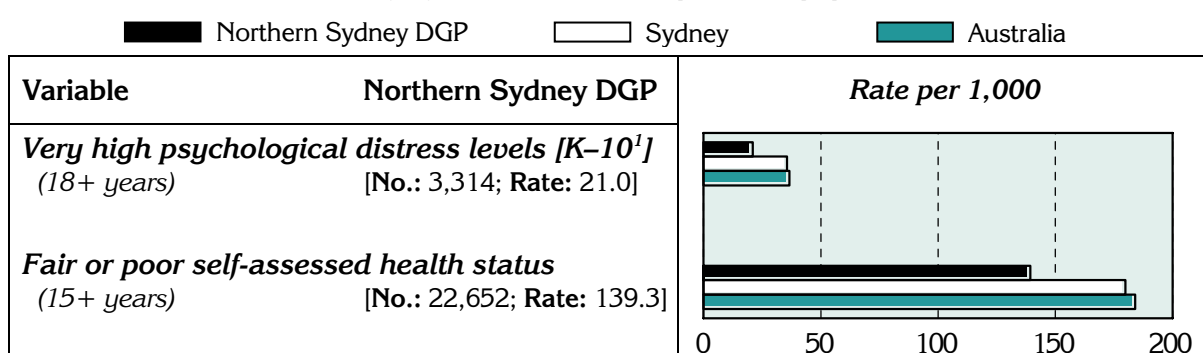 Northern Sydney DGP Sydney Australia
Variable Northern Sydney DGP Rate per 1,000
Very high psychological distress levels [K–10¹]
(18+ years) [No.: 3,314; Rate: 21.0]
Fair or poor self-assessed health status
(15+ years) [No.: 22,652; Rate: 139.3]
0 50 100 150 200